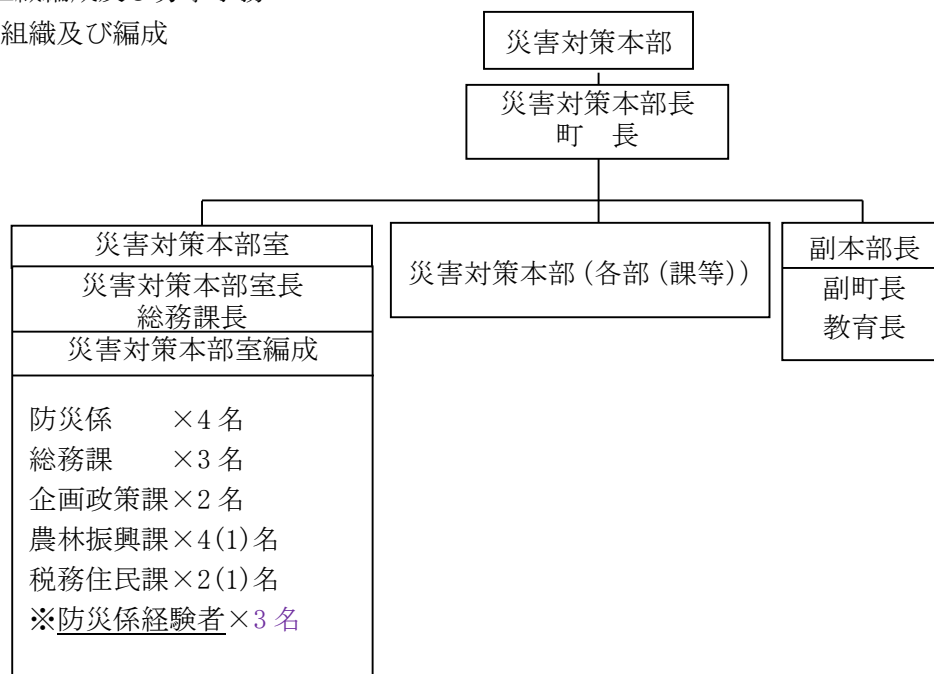 組織及び編成
災害対策本部
災害対策本部長
町　長
災害対策本部室
災害対策本部室長
総務課長
災害対策本部室編成
防災係　　×4 名
総務課　　×3 名
企画政策課×2 名
農林振興課×4(1)名
税務住民課×2(1)名
※防災係経験者×3 名
災害対策本部(各部(課等))
副本部長
副町長
教育長